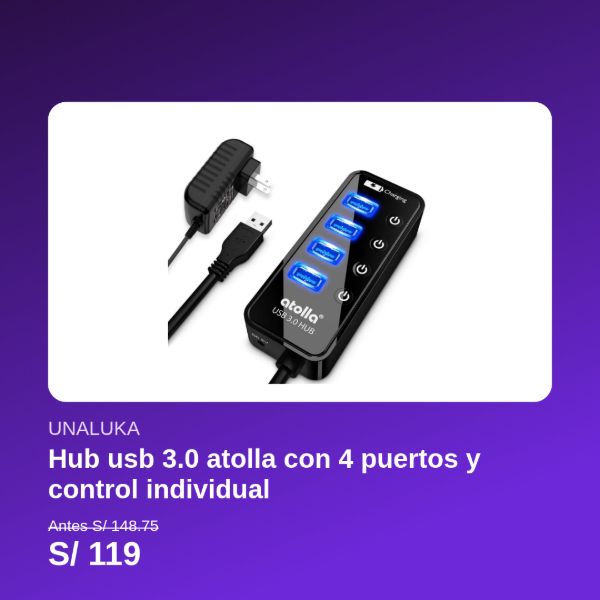 Charging
atolla®
USB 3.0 HUB
UNALUKA
Hub usb 3.0 atolla con 4 puertos y
control individual
Antes S/ 148.75
S/ 119